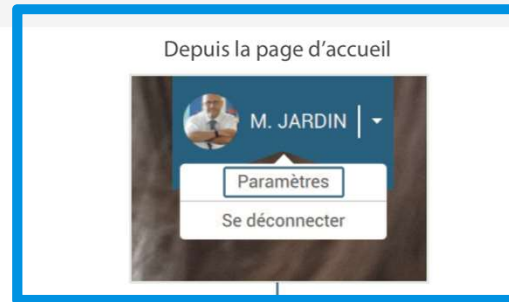 Depuis la page d’accueil
M. JARDIN
Paramètres
Se déconnecter